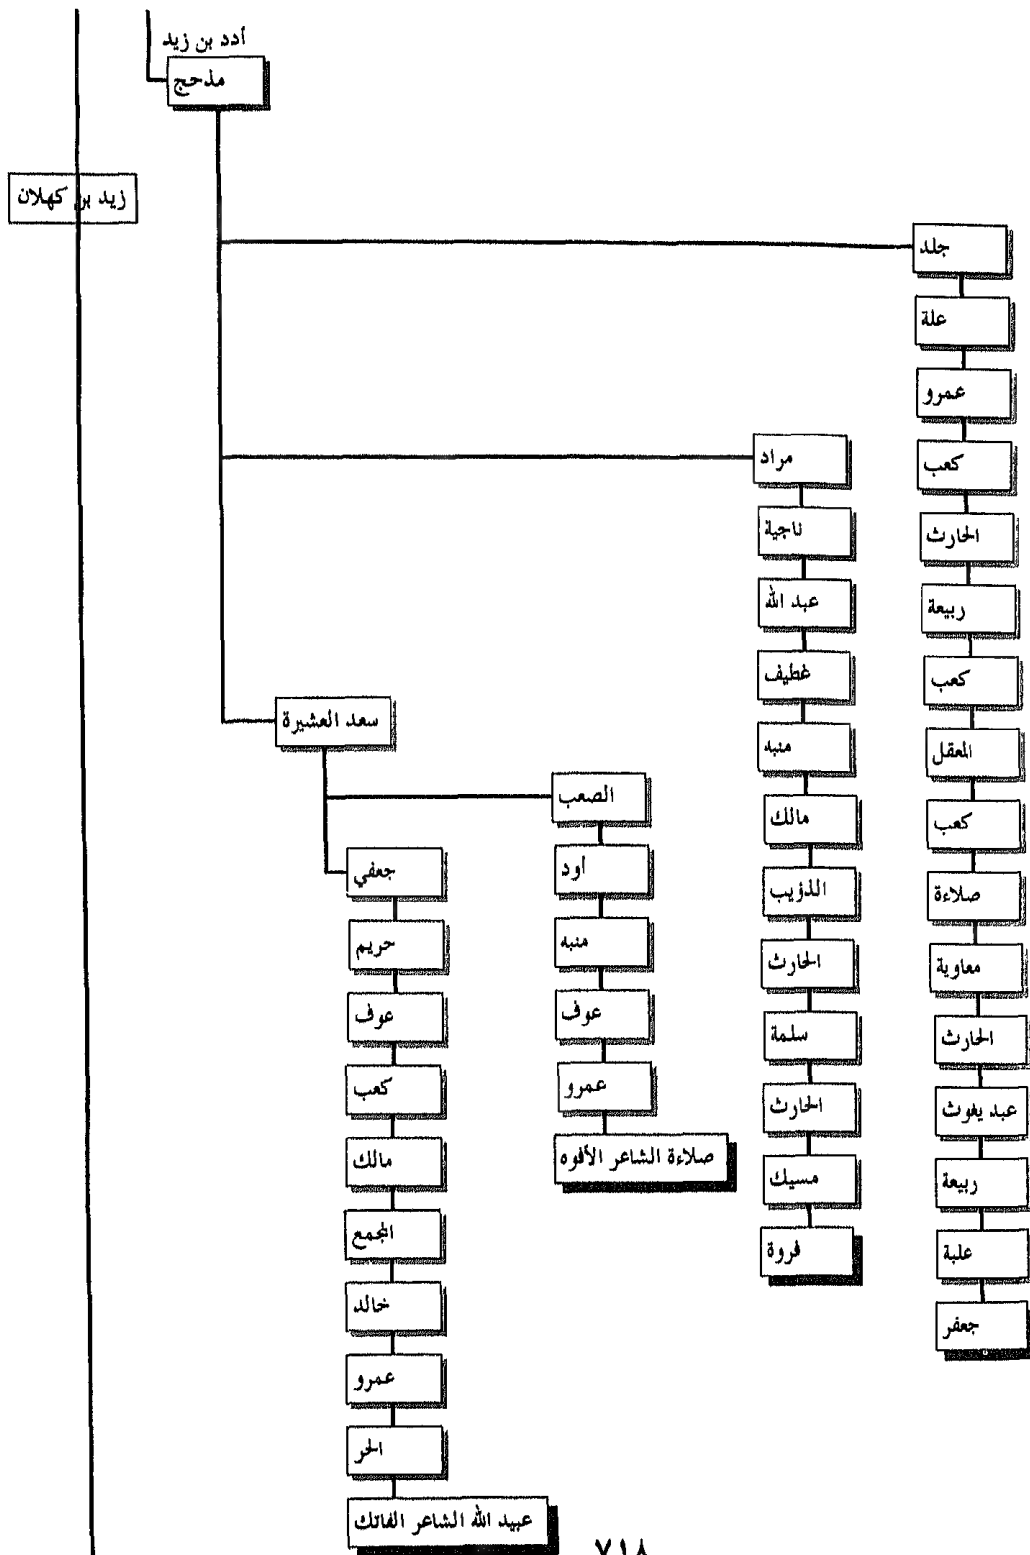 أدد بن زيد
مذحج
زيد بن كهلان
جلد
علة
عمرو
كعب
الحارث
ربيعة
كعب
المعقل
كعب
صلاءة
معاوية
الحارث
عبد يغوث
ربيعة
علبة
جعفر
مراد
ناجية
عبد الله
غطيف
منبه
مالك
الذؤيب
الحارث
سلمة
الحارث
مسيك
فروة
سعد العشيرة
الصعب
أود
منبه
عوف
عمرو
صلاءة الشاعر الأفوه
جعفي
حريم
عوف
كعب
مالك
المجمع
خالد
عمرو
الحر
عبيد الله الشاعر الفاتك
٧١٨